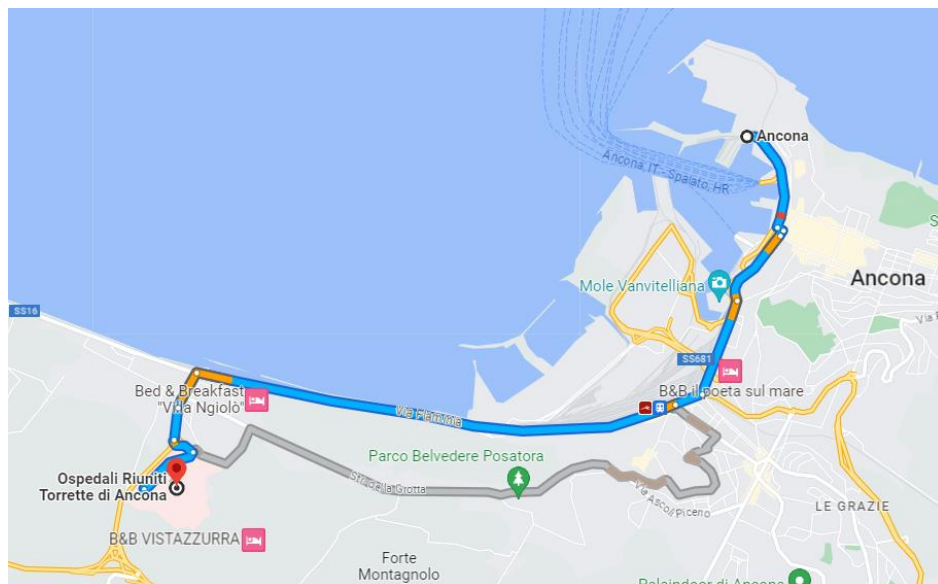 Ancona
Ancona IT - Spalato, HR
S
Mole Vanvitelliana
Ancona
SS16
SS681
Bed & Breakfast
"Villa Ngiolò"
B&B il poeta sul mare
Via Flaminia
Parco Belvedere Posatora
Ospedali Riuniti
Torrette di Ancona
Str. della Grotta
Via Ascoli Piceno
LE GRAZIE
B&B VISTAZZURRA
Forte
Montagnolo